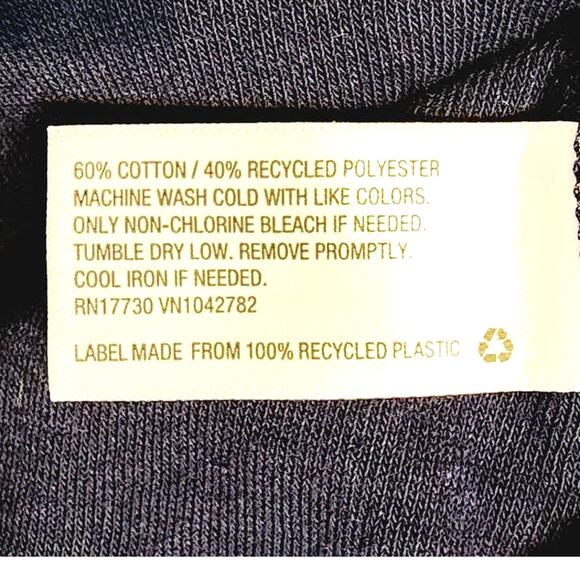 60% COTTON / 40% RECYCLED POLYESTER
MACHINE WASH COLD WITH LIKE COLORS.
ONLY NON-CHLORINE BLEACH IF NEEDED.
TUMBLE DRY LOW. REMOVE PROMPTLY.
COOL IRON IF NEEDED.
RN17730 VN1042782
LABEL MADE FROM 100% RECYCLED PLASTIC